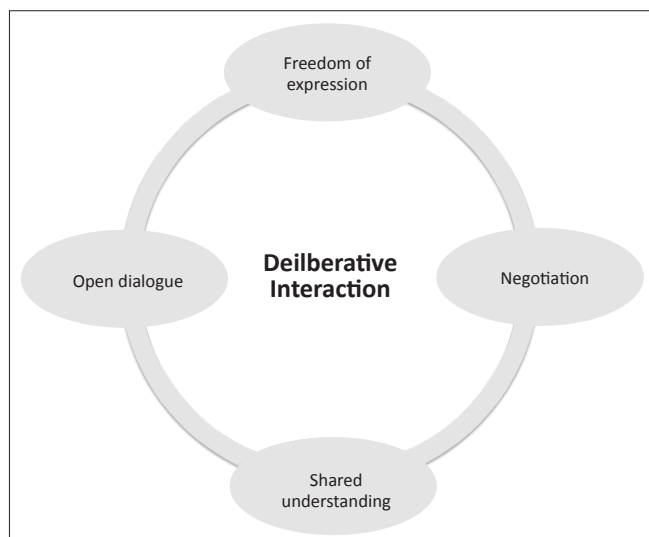 Freedom of
expression
Open dialogue
Deilberative
Interaction
Negotiation
Shared
understanding